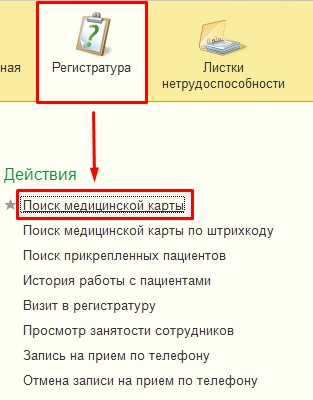 ная
Регистратура
Листки
нетрудоспособности
Действия
Поиск медицинской карты
Поиск медицинской карты по штрихкоду
Поиск прикрепленных пациентов
История работы с пациентами
Визит в регистратуру
Просмотр занятости сотрудников
Запись на прием по телефону
Отмена записи на прием по телефону